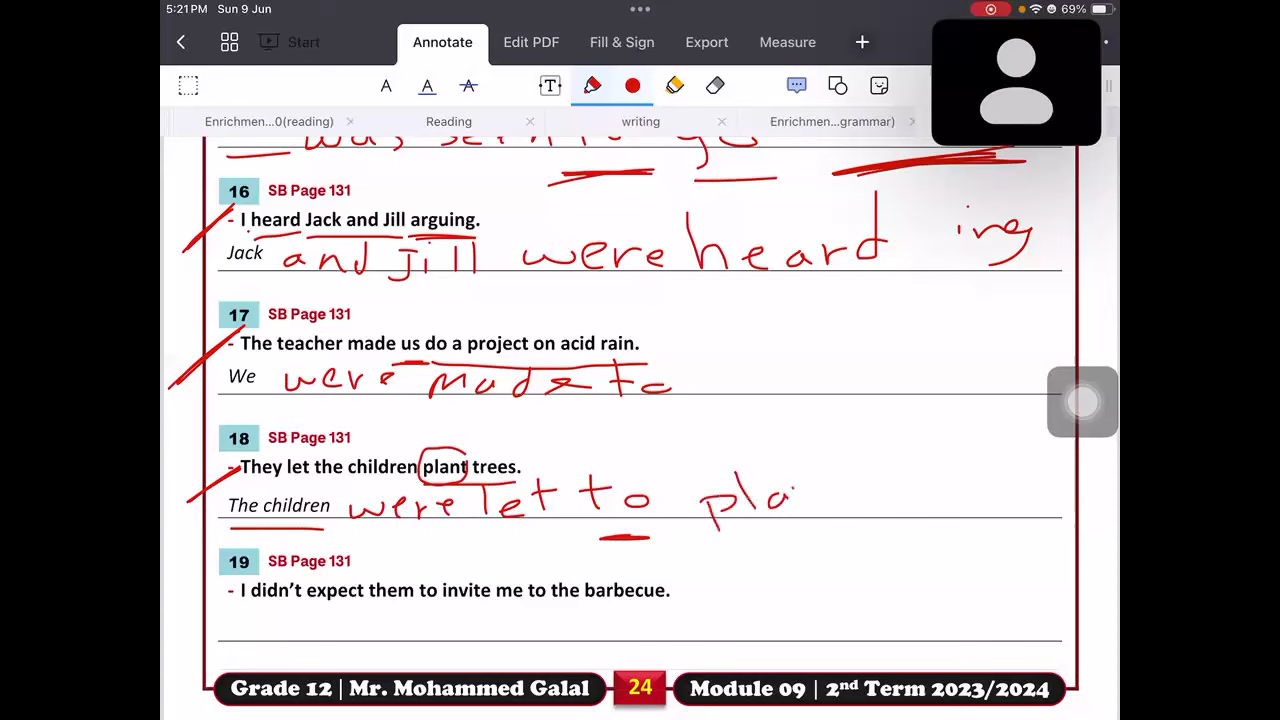 5:21 PM Sun 9 Jun 69%
Start Annotate Edit PDF Fill & Sign Export Measure
A A A T
Enrichmen...0(reading) Reading writing Enrichmen...grammar)
16 SB Page 131
- I heard Jack and Jill arguing.
Jack and jill were heard ing
17 SB Page 131
- The teacher made us do a project on acid rain.
We were made to
18 SB Page 131
- They let the children plant trees.
The children were let to pla
19 SB Page 131
- I didn't expect them to invite me to the barbecue.
Grade 12 | Mr. Mohammed Galal 24 Module 09 | 2nd Term 2023/2024